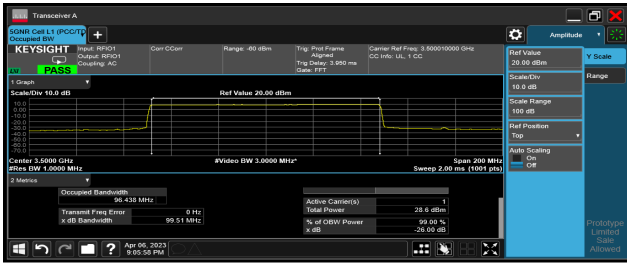 Transceiver A
5GNR Cell L1 (PCC/T
Occupied BW
Amplitude
KEYSIGHT
Input: RFIO1
Output: RFIO1
Coupling: AC
Corr CCorr
Range: -60 dBm
Trig: Prot Frame
Aligned
Trig Delay: 3.950 ms
Gate: FFT
Carrier Ref Freq: 3.500010000 GHz
CC Info: UL, 1 CC
PASS
Ref Value
20.00 dBm
Y Scale
Scale/Div
10.0 dB
Range
Scale Range
100 dB
Ref Position
Top
Auto Scaling
On
Off
1 Graph
Scale/Div 10.0 dB
Ref Value 20.00 dBm
10.0
0.00
-10.0
-20.0
-30.0
-40.0
-50.0
-60.0
-70.0
Center 3.5000 GHz
#Video BW 3.0000 MHz*
Span 200 MHz
#Res BW 1.0000 MHz
Sweep 2.00 ms (1001 pts)
2 Metrics
Occupied Bandwidth
96.438 MHz
Active Carrier(s) 1
Total Power 28.6 dBm
Transmit Freq Error 0 Hz
x dB Bandwidth 99.51 MHz
% of OBW Power 99.00 %
x dB -26.00 dB
Apr 06, 2023
9:05:58 PM
Prototype
Limited
Sale
Allowed